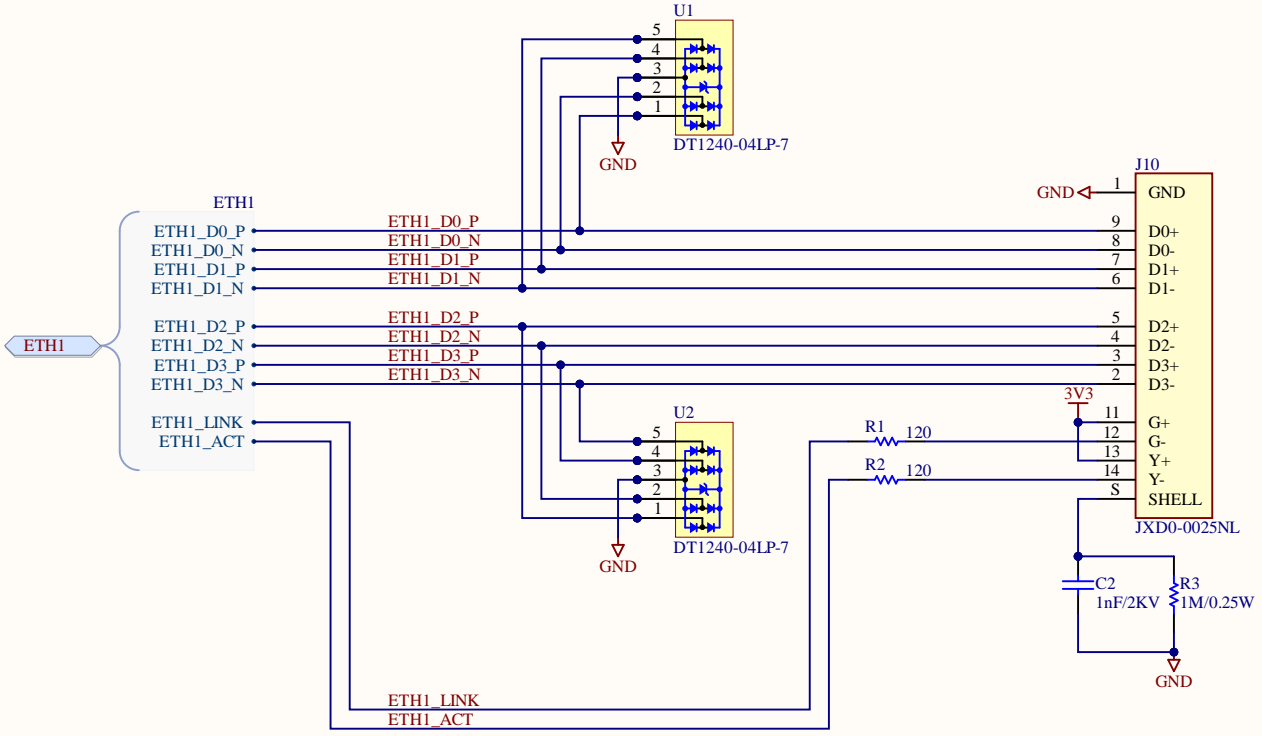 U1
5
4
3
2
1
DT1240-04LP-7
GND
J10
GND
1
GND
ETH1
ETH1_D0_P
ETH1_D0_P
9
D0+
ETH1_D0_N
ETH1_D0_N
8
D0-
ETH1_D1_P
ETH1_D1_P
7
D1+
ETH1_D1_N
ETH1_D1_N
6
D1-
ETH1_D2_P
ETH1_D2_P
5
D2+
ETH1
ETH1_D2_N
ETH1_D2_N
4
D2-
ETH1_D3_P
ETH1_D3_P
3
D3+
ETH1_D3_N
ETH1_D3_N
2
D3-
3V3
ETH1_LINK
11
G+
ETH1_ACT
R1
120
12
G-
13
Y+
R2
120
14
Y-
S
SHELL
JXD0-0025NL
U2
5
4
3
2
1
DT1240-04LP-7
GND
C2
1nF/2KV
R3
1M/0.25W
GND
ETH1_LINK
ETH1_ACT